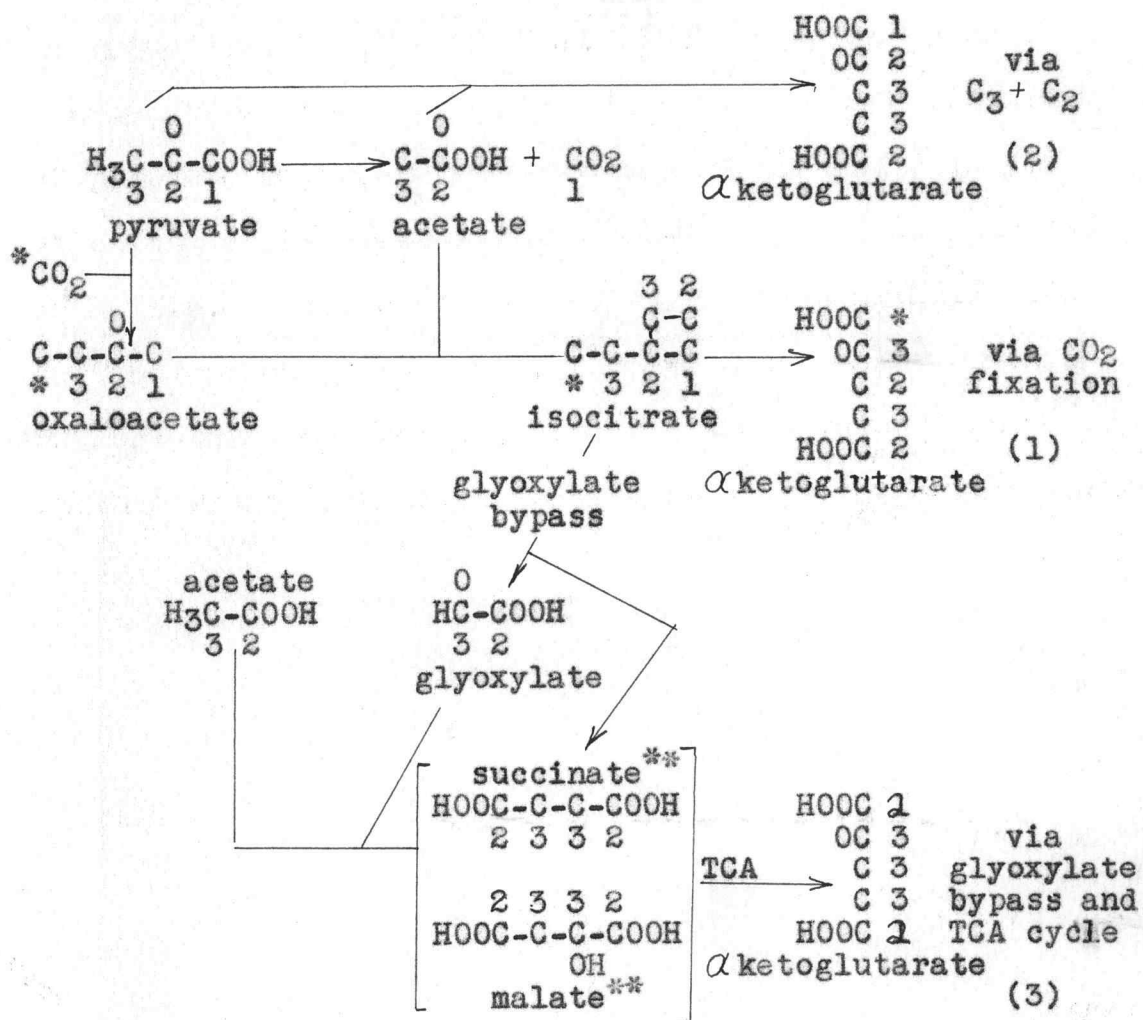 HOOC 1
OC 2 via
C 3 C3+ C2
C 3
HOOC 2 (2)
α ketoglutarate
O
H3C-C-COOH
3 2 1
pyruvate
O
C-COOH + CO2
3 2 1
acetate
*CO2
O
C-C-C-C
* 3 2 1
oxaloacetate
3 2
C-C
C-C-C-C
* 3 2 1
isocitrate
HOOC *
OC 3 via CO2
C 2 fixation
C 3
HOOC 2 (1)
α ketoglutarate
glyoxylate
bypass
acetate
H3C-COOH
3 2
O
HC-COOH
3 2
glyoxylate
succinate**
HOOC-C-C-COOH
2 3 3 2
2 3 3 2
HOOC-C-C-COOH
OH
malate**
TCA
HOOC 2
OC 3 via
C 3 glyoxylate
C 3 bypass and
HOOC 2 TCA cycle
α ketoglutarate
(3)